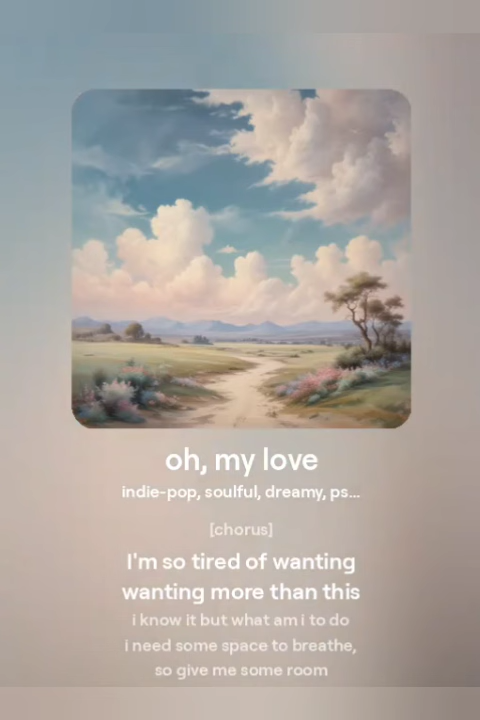 oh, my love
indie-pop, soulful, dreamy, ps...
[chorus]
I'm so tired of wanting
wanting more than this
i know it but what am i to do
i need some space to breathe,
so give me some room